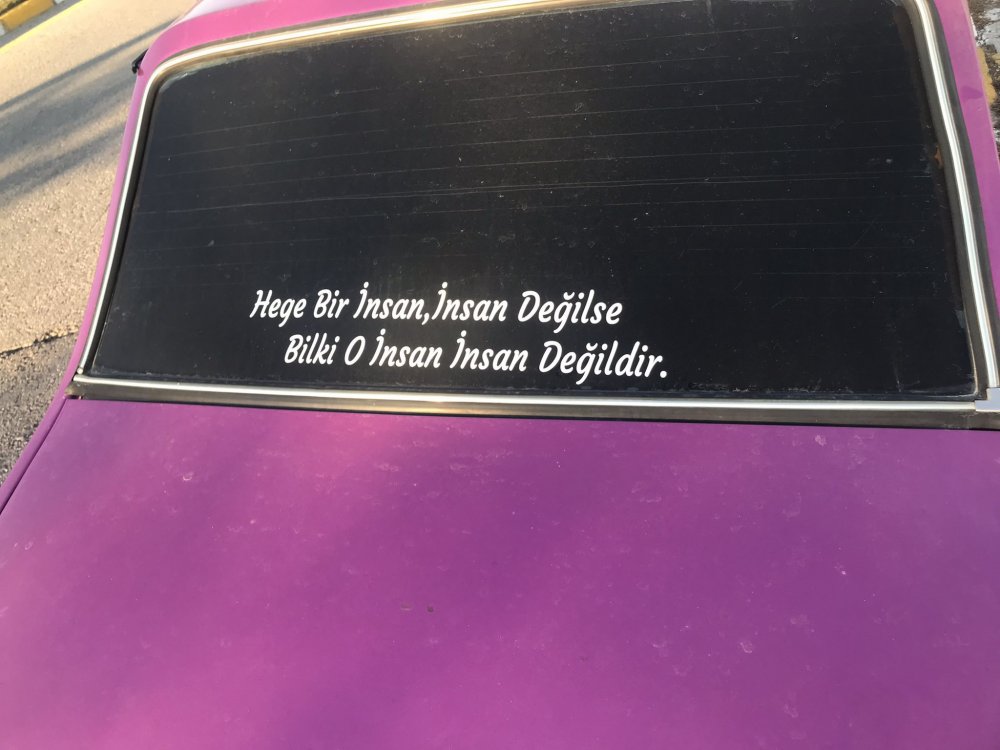 Hege Bir İnsan,İnsan Değilse
Bilki O İnsan İnsan Değildir.